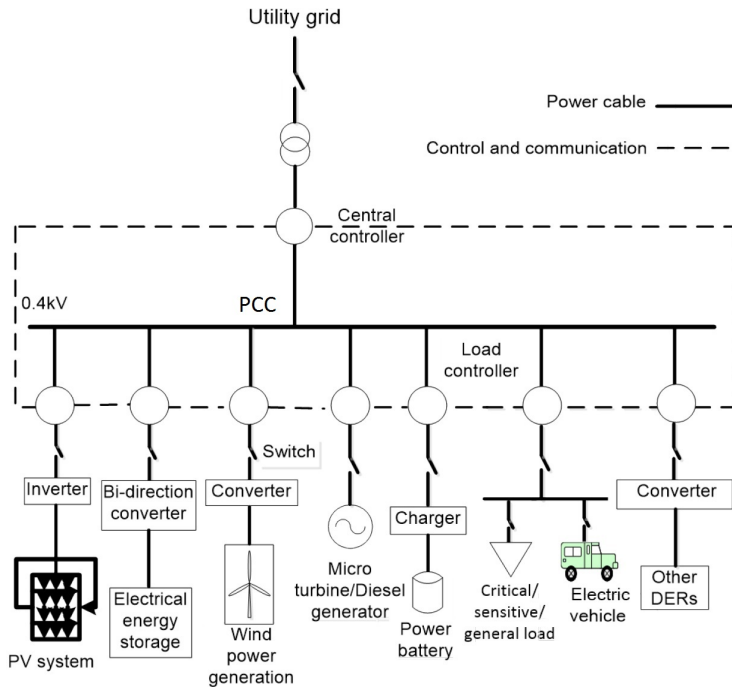 Utility grid
Power cable
Control and communication
Central
controller
0.4kV
PCC
Load
controller
Switch
Inverter
Bi-direction
converter
Converter
Charger
Converter
Micro
turbine/Diesel
generator
Critical/
sensitive/
general load
Electric
vehicle
Other
DERs
Electrical
energy
storage
Wind
power
generation
Power
battery
PV system